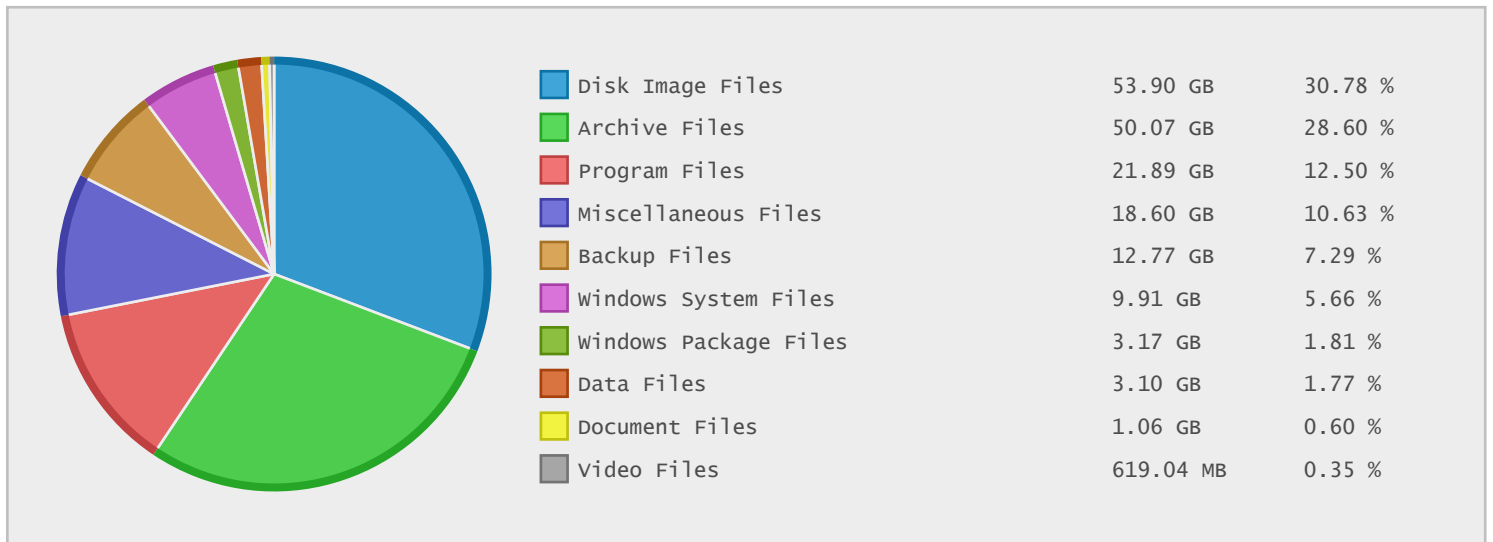 Disk Image Files 53.90 GB 30.78 %
Archive Files 50.07 GB 28.60 %
Program Files 21.89 GB 12.50 %
Miscellaneous Files 18.60 GB 10.63 %
Backup Files 12.77 GB 7.29 %
Windows System Files 9.91 GB 5.66 %
Windows Package Files 3.17 GB 1.81 %
Data Files 3.10 GB 1.77 %
Document Files 1.06 GB 0.60 %
Video Files 619.04 MB 0.35 %